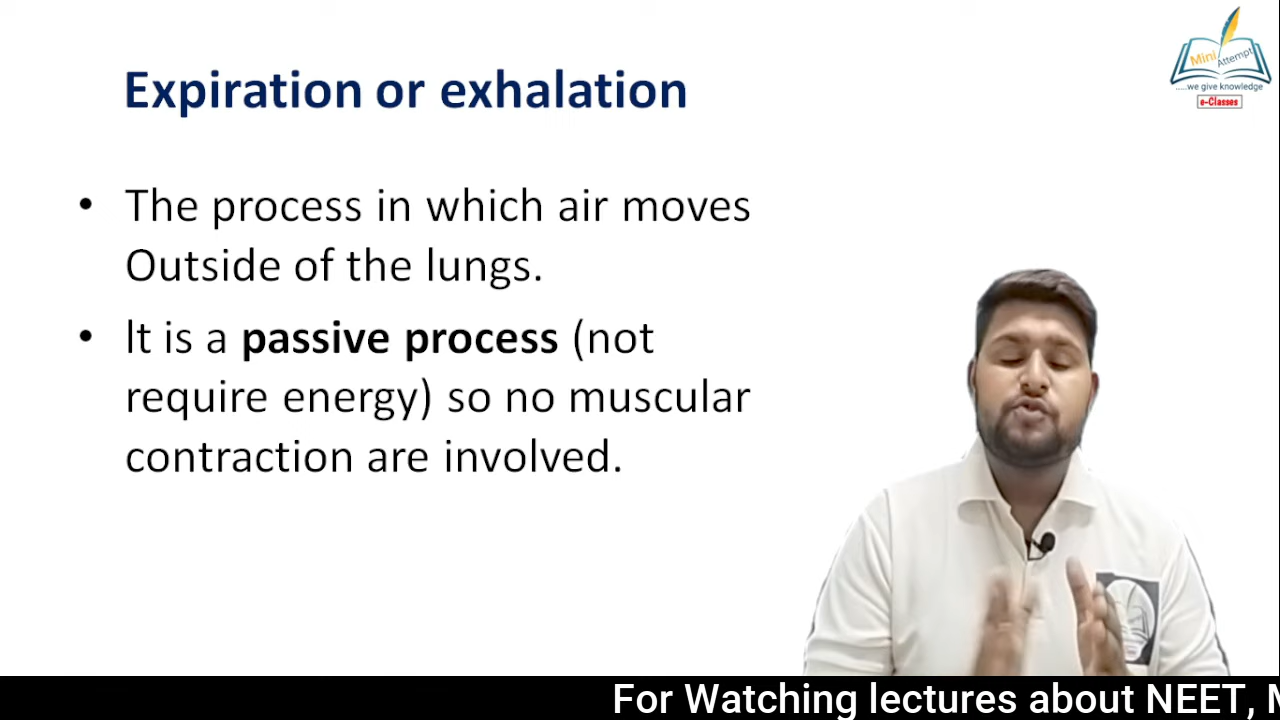 Expiration or exhalation
• The process in which air moves
Outside of the lungs.
• It is a passive process (not
require energy) so no muscular
contraction are involved.
Mini Attempt
.....we give knowledge
e-Classes
For Watching lectures about NEET, M